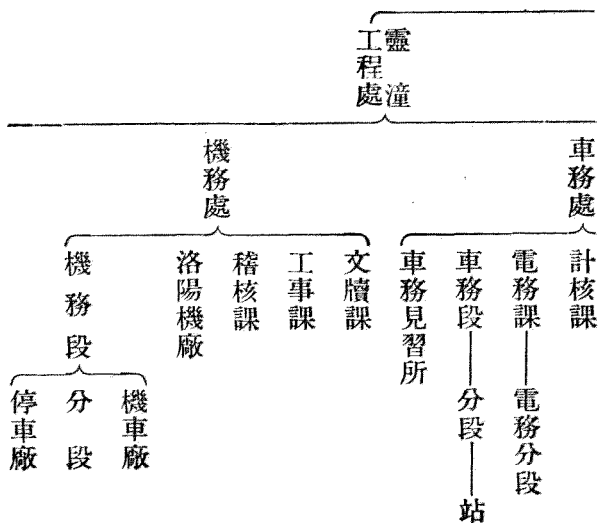 靈潼
工程處
車務處
計核課
電務課
電務分段
車務段
分段
站
車務見習所
機務處
文牘課
工事課
稽核課
洛陽機廠
機務段
機車廠
分段
停車廠